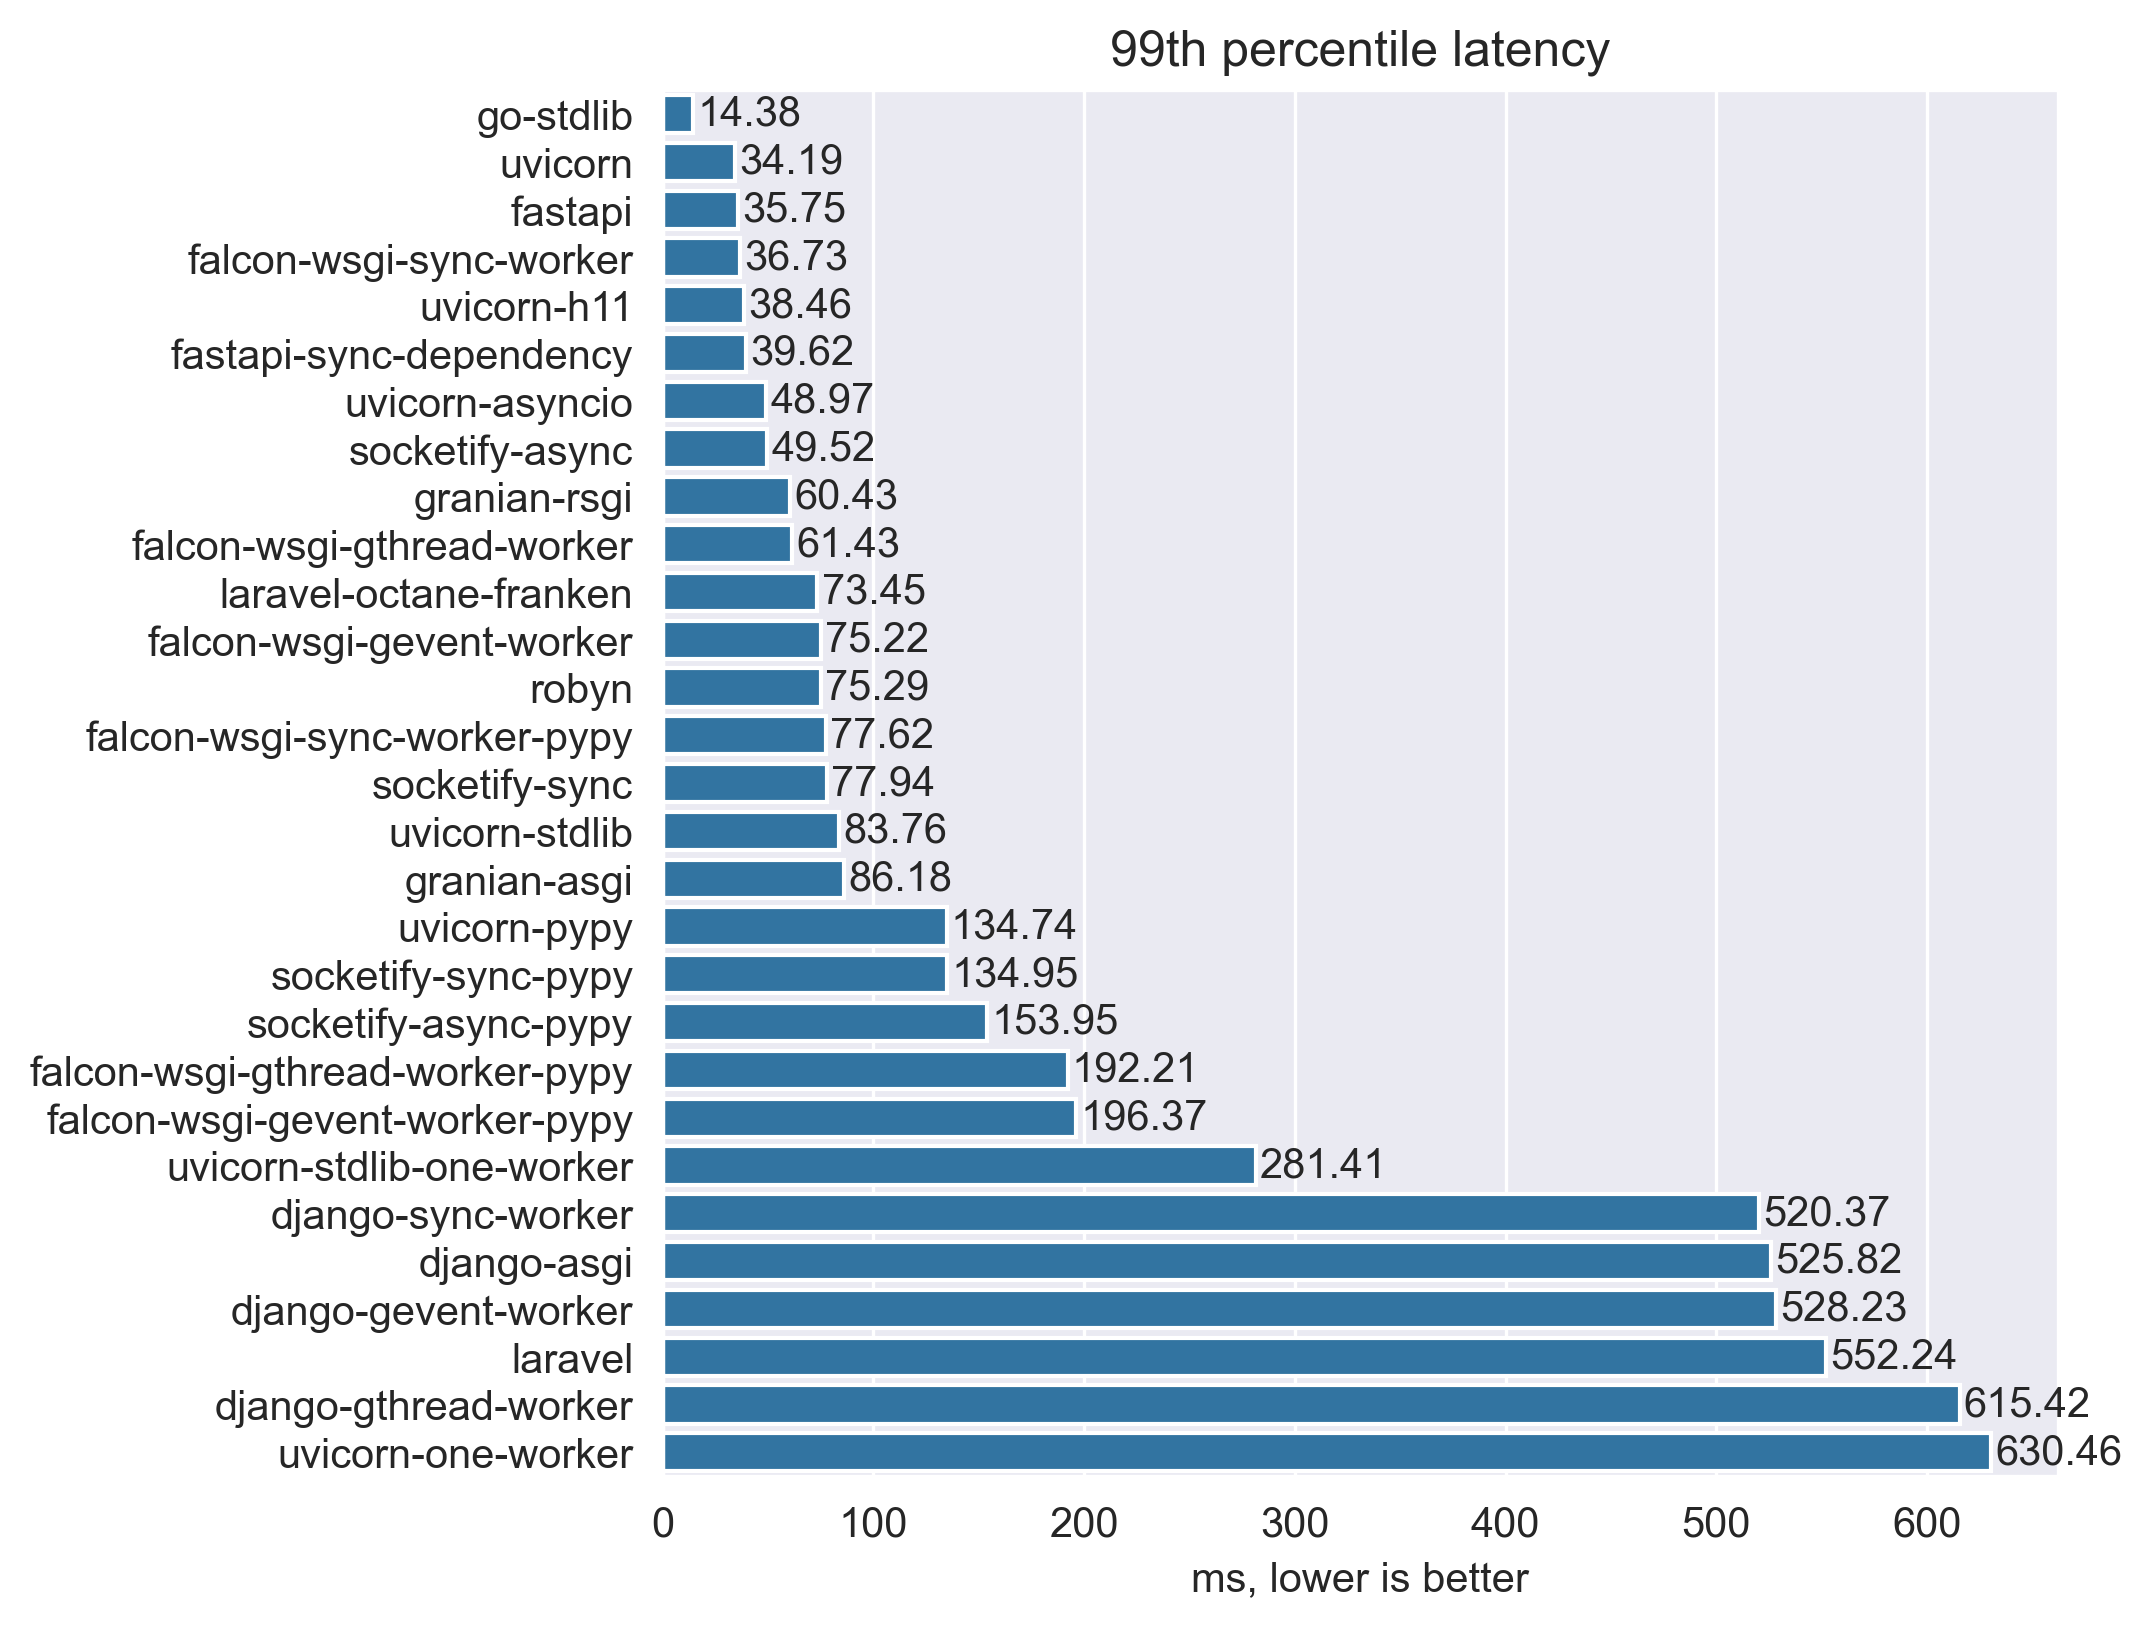 99th percentile latency
go-stdlib 14.38
uvicorn 34.19
fastapi 35.75
falcon-wsgi-sync-worker 36.73
uvicorn-h11 38.46
fastapi-sync-dependency 39.62
uvicorn-asyncio 48.97
socketify-async 49.52
granian-rsgi 60.43
falcon-wsgi-gthread-worker 61.43
laravel-octane-franken 73.45
falcon-wsgi-gevent-worker 75.22
robyn 75.29
falcon-wsgi-sync-worker-pypy 77.62
socketify-sync 77.94
uvicorn-stdlib 83.76
granian-asgi 86.18
uvicorn-pypy 134.74
socketify-sync-pypy 134.95
socketify-async-pypy 153.95
falcon-wsgi-gthread-worker-pypy 192.21
falcon-wsgi-gevent-worker-pypy 196.37
uvicorn-stdlib-one-worker 281.41
django-sync-worker 520.37
django-asgi 525.82
django-gevent-worker 528.23
laravel 552.24
django-gthread-worker 615.42
uvicorn-one-worker 630.46
0 100 200 300 400 500 600
ms, lower is better